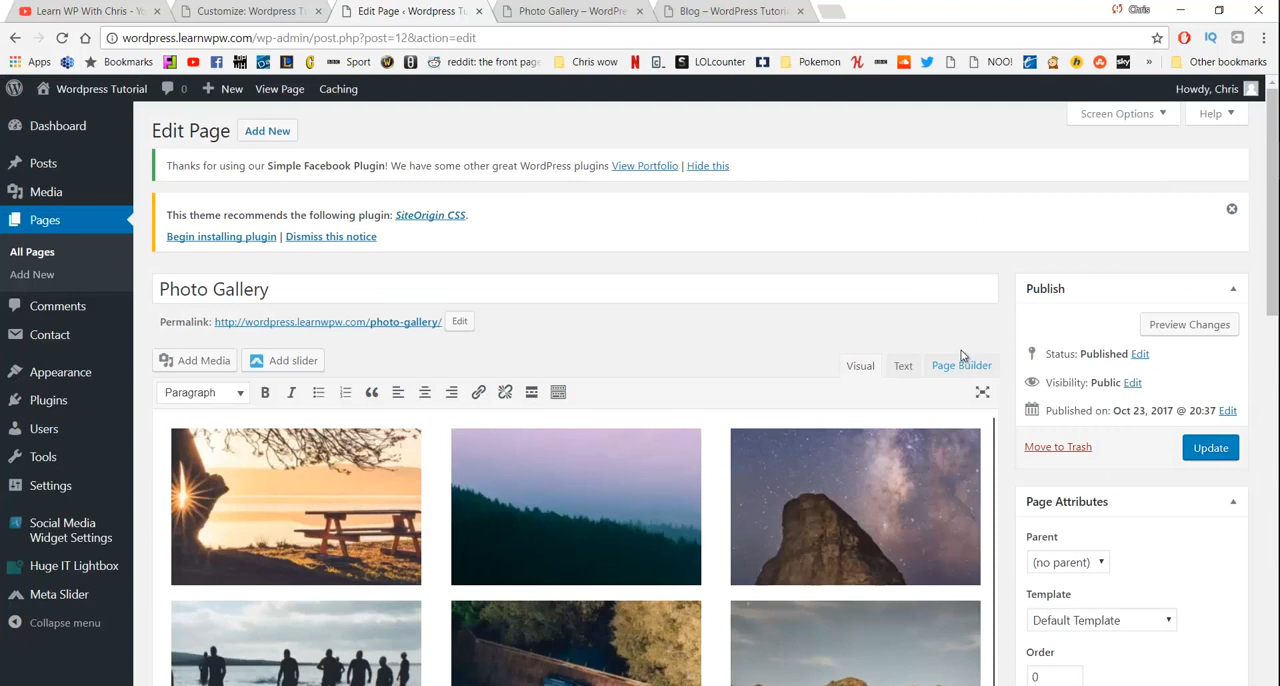 Learn WP With Chris - Yo
Customize: Wordpress T
Edit Page ‹ Wordpress Tu
Photo Gallery – WordPre
Blog – WordPress Tutori
Chris
wordpress.learnwpw.com/wp-admin/post.php?post=12&action=edit
Apps
Bookmarks
BBC
Sport
reddit: the front page
Chris wow
LOLcounter
Pokemon
NOO!
sky
Other bookmarks
Wordpress Tutorial
0
New
View Page
Caching
Howdy, Chris
Dashboard
Posts
Media
Pages
All Pages
Add New
Comments
Contact
Appearance
Plugins
Users
Tools
Settings
Social Media
Widget Settings
Huge IT Lightbox
Meta Slider
Collapse menu
Edit Page
Add New
Screen Options
Help
Thanks for using our Simple Facebook Plugin! We have some other great WordPress plugins View Portfolio | Hide this
This theme recommends the following plugin: SiteOrigin CSS.
Begin installing plugin | Dismiss this notice
Photo Gallery
Permalink: http://wordpress.learnwpw.com/photo-gallery/ Edit
Add Media
Add slider
Visual
Text
Page Builder
Paragraph
B
I
Publish
Preview Changes
Status: Published Edit
Visibility: Public Edit
Published on: Oct 23, 2017 @ 20:37 Edit
Move to Trash
Update
Page Attributes
Parent
(no parent)
Template
Default Template
Order
0